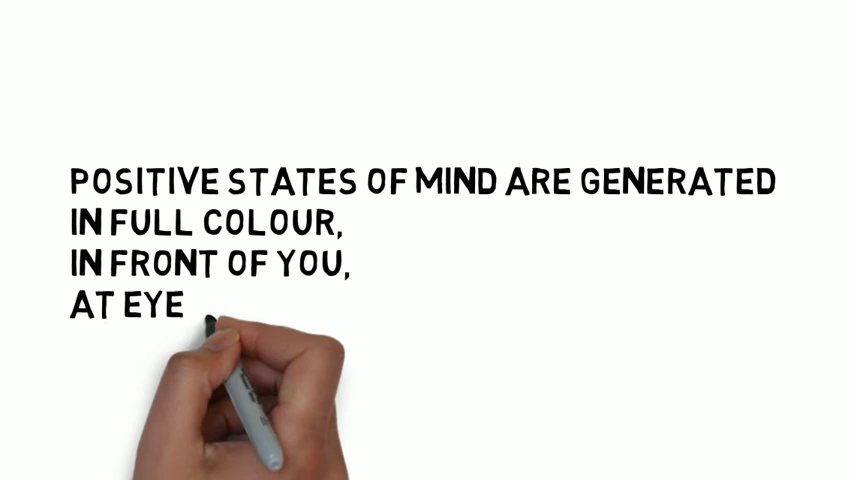 POSITIVE STATES OF MIND ARE GENERATED
IN FULL COLOUR,
IN FRONT OF YOU,
AT EYE